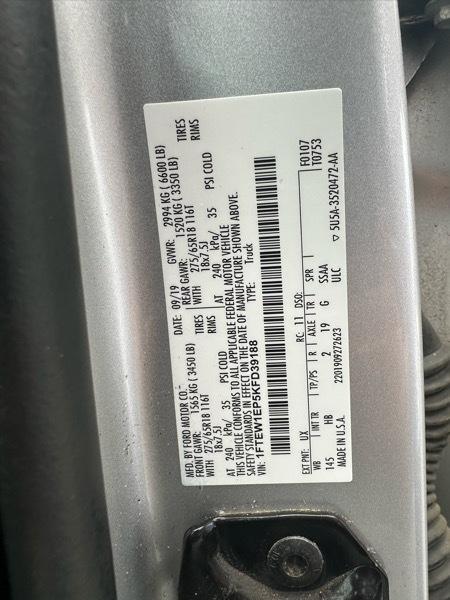 MFD. BY FORD MOTOR CO.
DATE: 09/19 GVWR: 2994 KG ( 6600 LB)
FRONT GAWR: 1565 KG ( 3450 LB) REAR GAWR: 1520 KG ( 3350 LB)
WITH 275/65R18 116T TIRES WITH 275/65R18 116T TIRES
18x7.5J RIMS 18x7.5J RIMS
AT 240 kPa/ 35 PSI COLD AT 240 kPa/ 35 PSI COLD
THIS VEHICLE CONFORMS TO ALL APPLICABLE FEDERAL MOTOR VEHICLE
SAFETY STANDARDS IN EFFECT ON THE DATE OF MANUFACTURE SHOWN ABOVE.
VIN: 1FTEW1EP5KFD39188 TYPE: Truck
F0107
T0753
EXT PNT: UX RC: 11 DSO:
WB INT TR TP/PS R AXLE TR SPR
145 HB 2 19 G SSAA
MADE IN U.S.A. 2201909272623 ULC
5U5A-3520472-AA